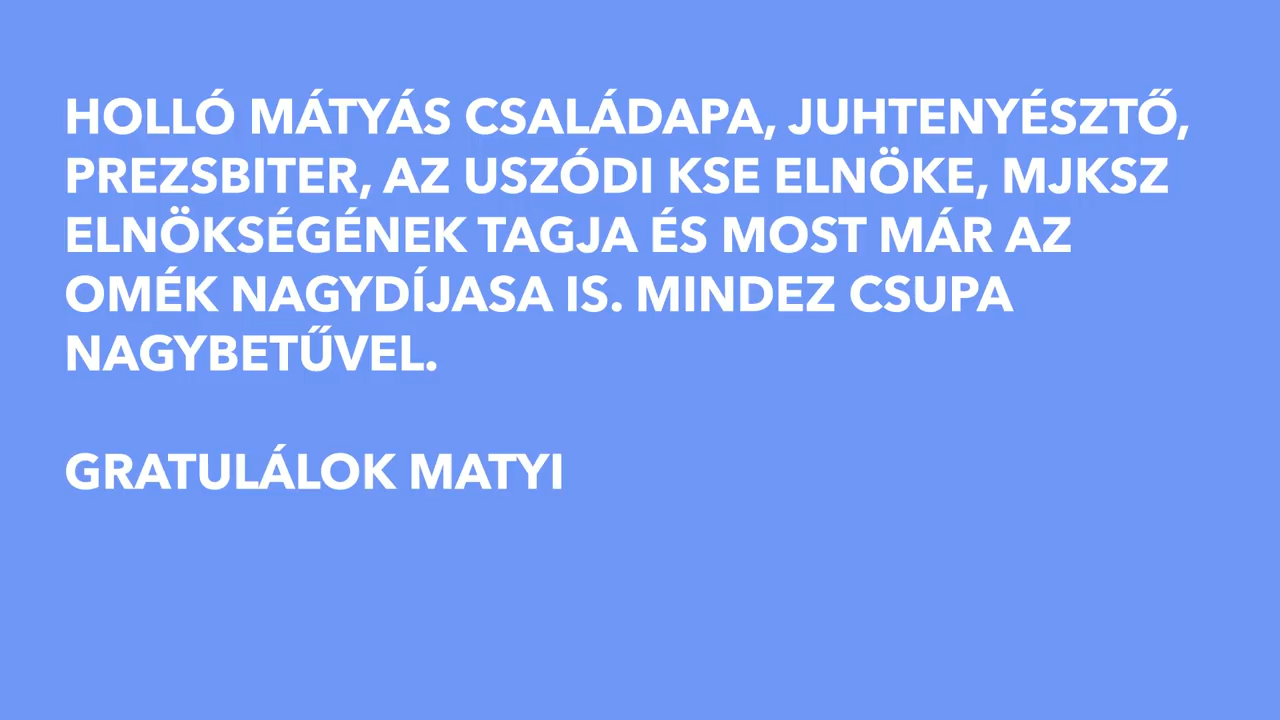 HOLLÓ MÁTYÁS CSALÁDAPA, JUHTENYÉSZTŐ,
PREZSBITER, AZ USZÓDI KSE ELNÖKE, MJKSZ
ELNÖKSÉGÉNEK TAGJA ÉS MOST MÁR AZ
OMÉK NAGYDÍJASA IS. MINDEZ CSUPA
NAGYBETŰVEL.
GRATULÁLOK MATYI